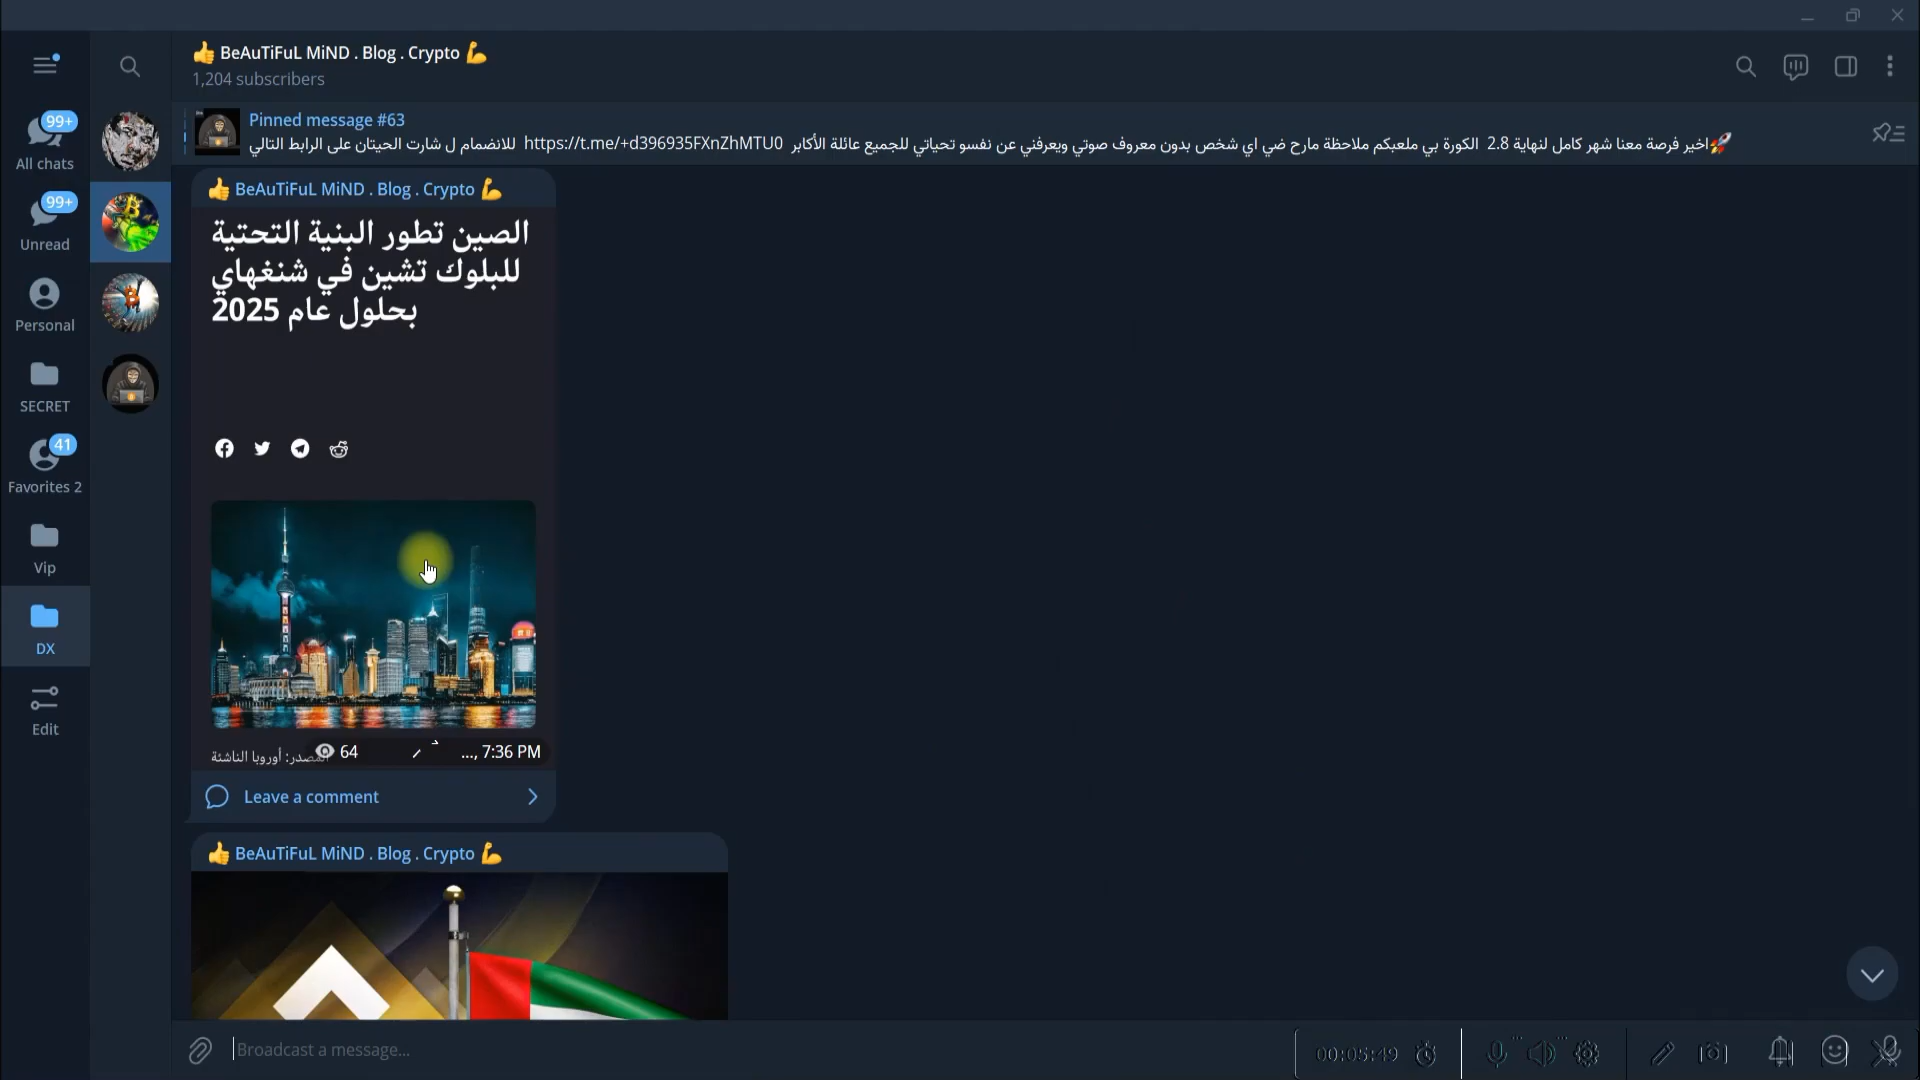 👍 BeAuTiFuL MiND . Blog . Crypto 💪
1,204 subscribers
Pinned message #63
🚀اخير فرصة معنا شهر كامل لنهاية 2.8 الكورة بي ملعبكم ملاحظة مارح ضي اي شخص بدون معروف صوتي ويعرفني عن نفسو تحياتي للجميع عائلة الأكابر https://t.me/+d396935FXnZhMTU0 للانضمام ل شارت الحيتان على الرابط التالي
99+
All chats
99+
Unread
Personal
SECRET
41
Favorites 2
Vip
DX
Edit
👍 BeAuTiFuL MiND . Blog . Crypto 💪
الصين تطور البنية التحتية
للبلوك تشين في شنغهاي
بحلول عام 2025
المصدر: أوروبا الناشئة
64
..., 7:36 PM
Leave a comment
👍 BeAuTiFuL MiND . Blog . Crypto 💪
Broadcast a message...
00:05:49